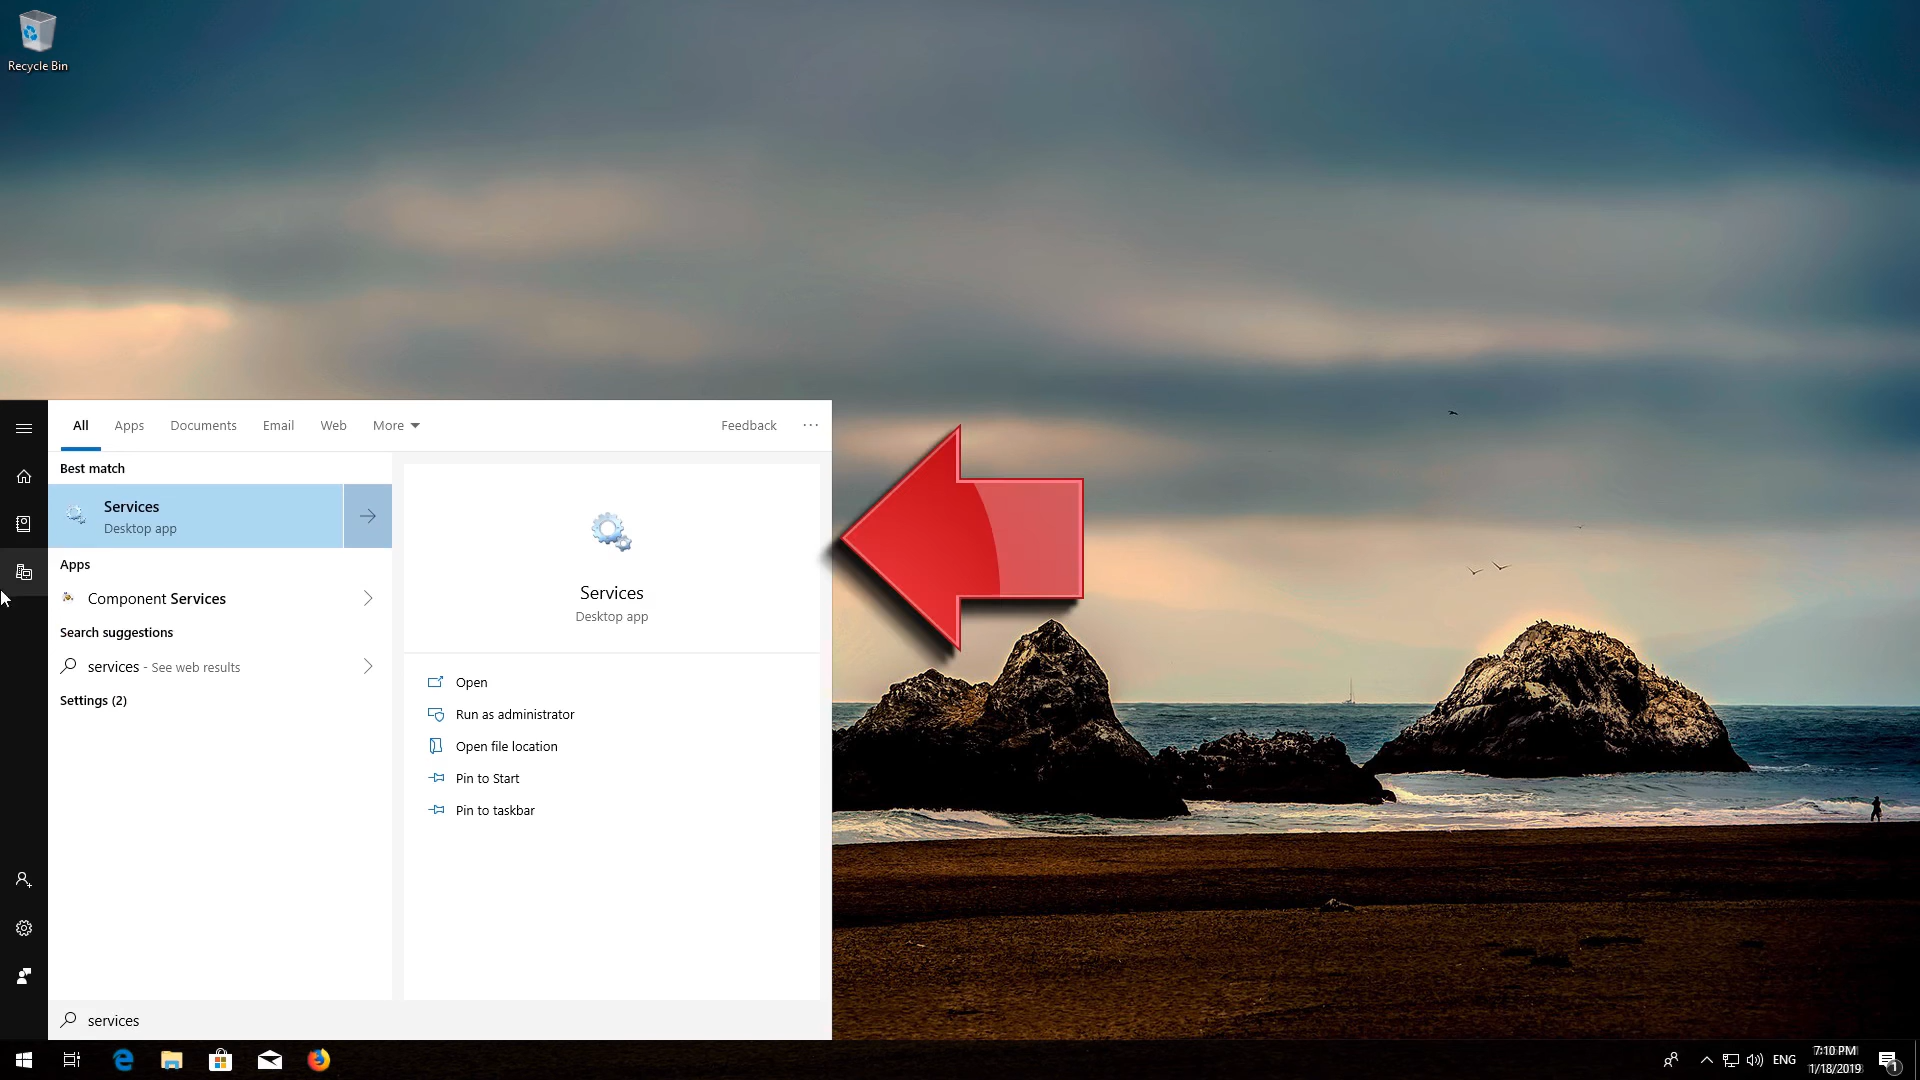 Recycle Bin
All Apps Documents Email Web More Feedback ...
Best match
Services
Desktop app
Apps
Component Services
Search suggestions
services - See web results
Settings (2)
Services
Desktop app
Open
Run as administrator
Open file location
Pin to Start
Pin to taskbar
services
ENG
7:10 PM
1/18/2019
1